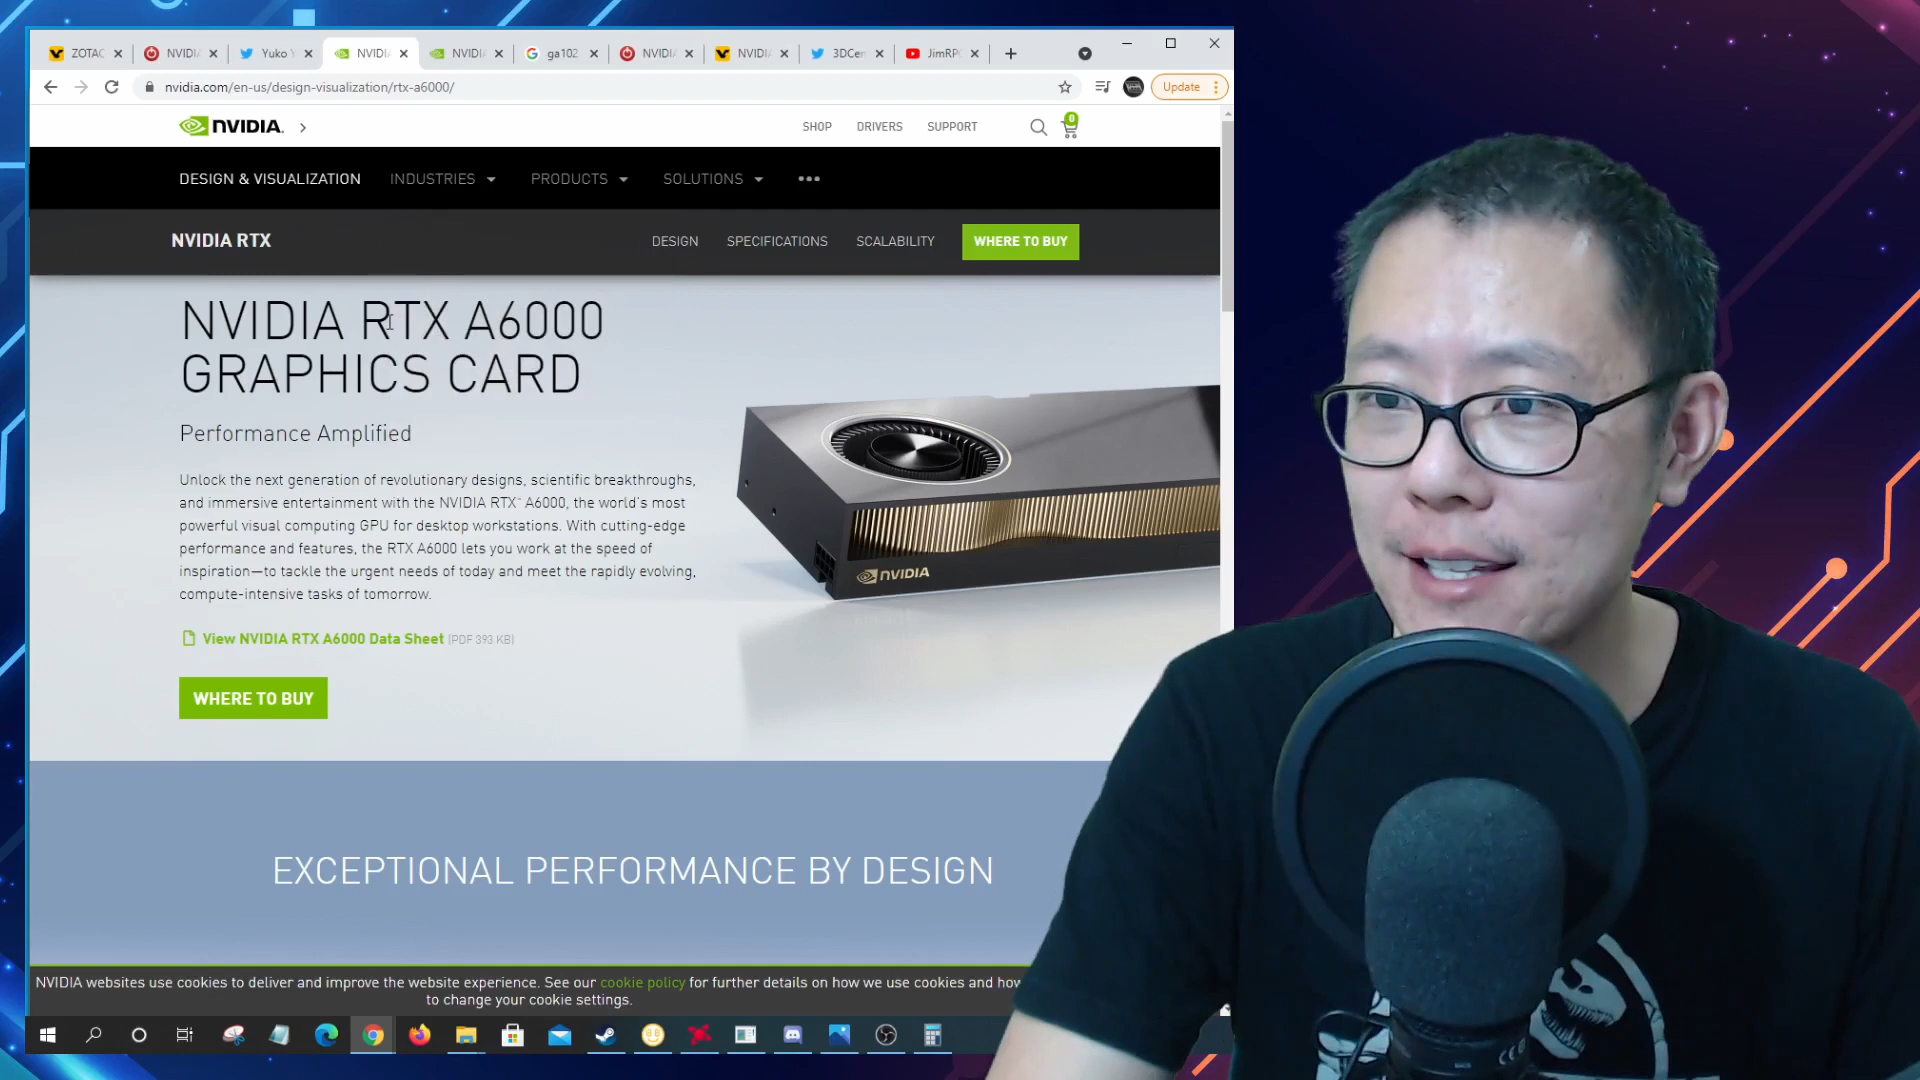 ZOTAC
NVIDIA
Yuko Y
NVIDIA
NVIDIA
ga102
NVIDIA
NVIDIA
3DCen
JimRPG
nvidia.com/en-us/design-visualization/rtx-a6000/
Update
NVIDIA.
SHOP
DRIVERS
SUPPORT
0
DESIGN & VISUALIZATION
INDUSTRIES
PRODUCTS
SOLUTIONS
NVIDIA RTX
DESIGN
SPECIFICATIONS
SCALABILITY
WHERE TO BUY
NVIDIA RTX A6000
GRAPHICS CARD
Performance Amplified
Unlock the next generation of revolutionary designs, scientific breakthroughs,
and immersive entertainment with the NVIDIA RTX™ A6000, the world's most
powerful visual computing GPU for desktop workstations. With cutting-edge
performance and features, the RTX A6000 lets you work at the speed of
inspiration—to tackle the urgent needs of today and meet the rapidly evolving,
compute-intensive tasks of tomorrow.
View NVIDIA RTX A6000 Data Sheet (PDF 393 KB)
WHERE TO BUY
NVIDIA
EXCEPTIONAL PERFORMANCE BY DESIGN
NVIDIA websites use cookies to deliver and improve the website experience. See our cookie policy for further details on how we use cookies and how
to change your cookie settings.